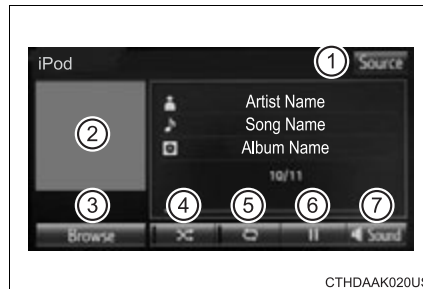 iPod
1
Source
2
Artist Name
Song Name
Album Name
10/11
3
4
5
6
7
Browse
Sound
CTHDAAK020US